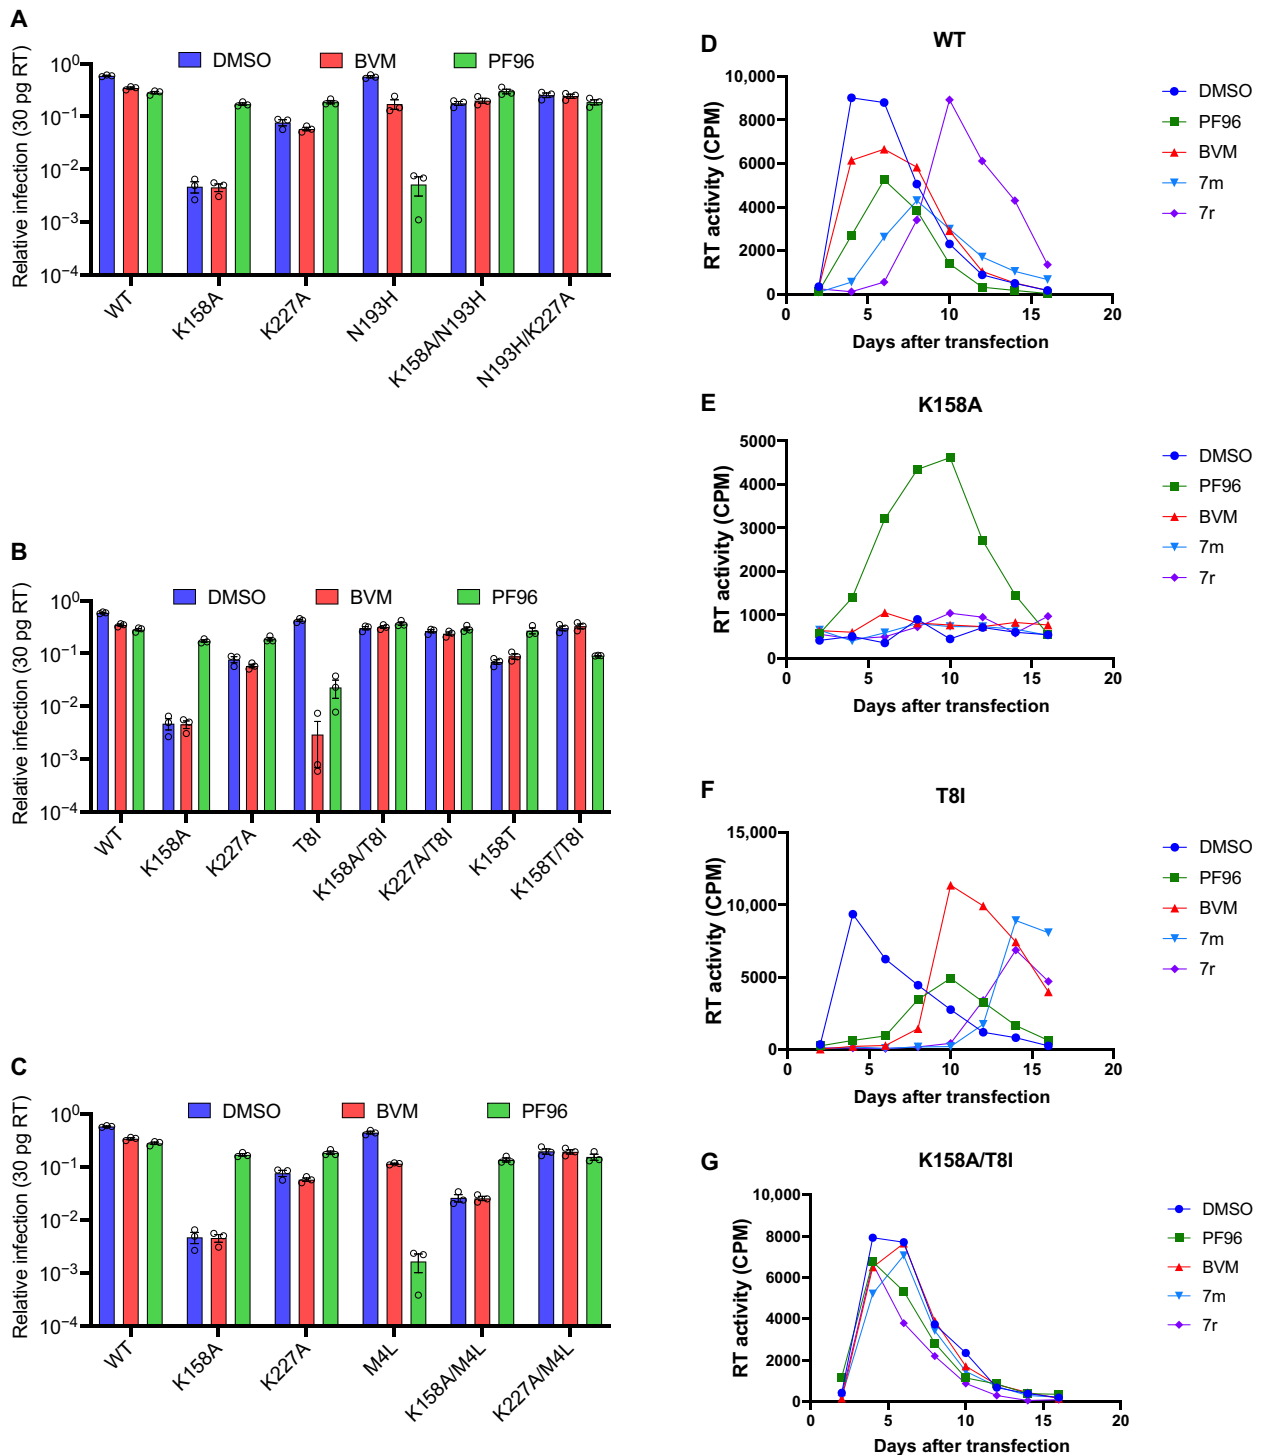 A
DMSO BVM PF96
Relative infection (30 pg RT)
10⁰
10⁻¹
10⁻²
10⁻³
10⁻⁴
WT K158A K227A N193H K158A/N193H N193H/K227A
B
DMSO BVM PF96
Relative infection (30 pg RT)
10⁰
10⁻¹
10⁻²
10⁻³
10⁻⁴
WT K158A K227A T8I K158A/T8I K227A/T8I K158T K158T/T8I
C
DMSO BVM PF96
Relative infection (30 pg RT)
10⁰
10⁻¹
10⁻²
10⁻³
10⁻⁴
WT K158A K227A M4L K158A/M4L K227A/M4L
D
WT
RT activity (CPM)
10,000
8000
6000
4000
2000
0
0 5 10 15 20
Days after transfection
DMSO
PF96
BVM
7m
7r
E
K158A
RT activity (CPM)
5000
4000
3000
2000
1000
0
0 5 10 15 20
Days after transfection
DMSO
PF96
BVM
7m
7r
F
T8I
RT activity (CPM)
15,000
10,000
5000
0
0 5 10 15 20
Days after transfection
DMSO
PF96
BVM
7m
7r
G
K158A/T8I
RT activity (CPM)
10,000
8000
6000
4000
2000
0
0 5 10 15 20
Days after transfection
DMSO
PF96
BVM
7m
7r